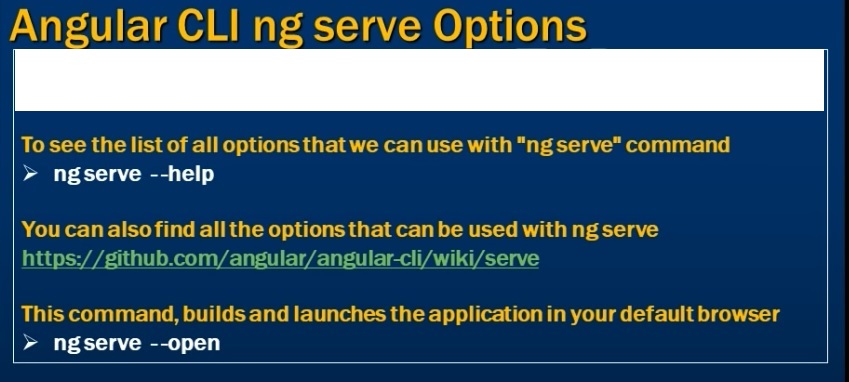 Angular CLI ng serve Options
To see the list of all options that we can use with "ng serve" command
➢ ng serve --help
You can also find all the options that can be used with ng serve
https://github.com/angular/angular-cli/wiki/serve
This command, builds and launches the application in your default browser
➢ ng serve --open